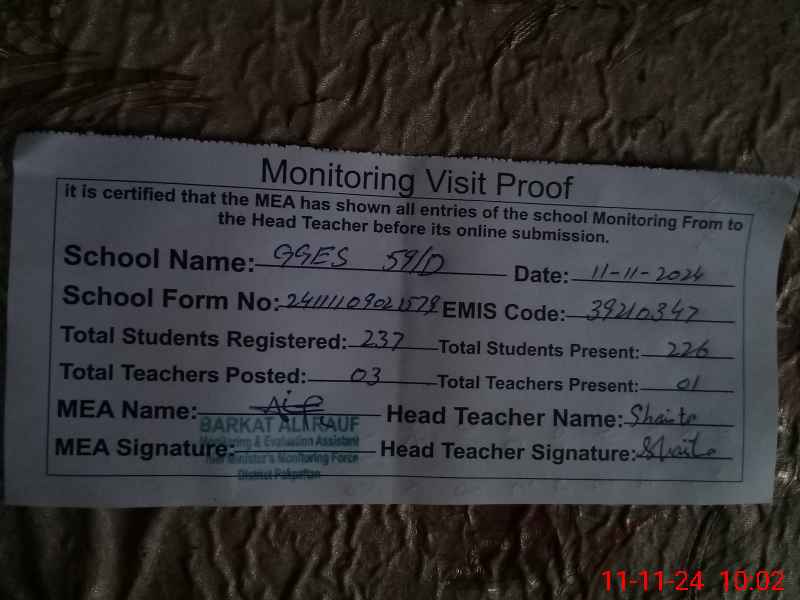 Monitoring Visit Proof
it is certified that the MEA has shown all entries of the school Monitoring From to
the Head Teacher before its online submission.
School Name: GGES 59/D Date: 11-11-2024
School Form No: EMIS Code: 39210347
Total Students Registered: 237 Total Students Present: 226
Total Teachers Posted: 03 Total Teachers Present: 01
MEA Name: Head Teacher Name:
BARKAT ALI RAUF
Monitoring & Evaluation Assistant
MEA Signature: Head Teacher Signature:
Minister's Monitoring Force
District Pakpattan
11-11-24 10:02